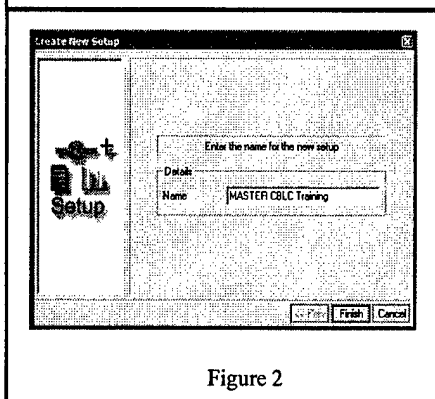 Create New Setup
Enter the name for the new setup
Details
Name MASTER CBLC Training
Setup
<< Prev Finish Cancel
Figure 2